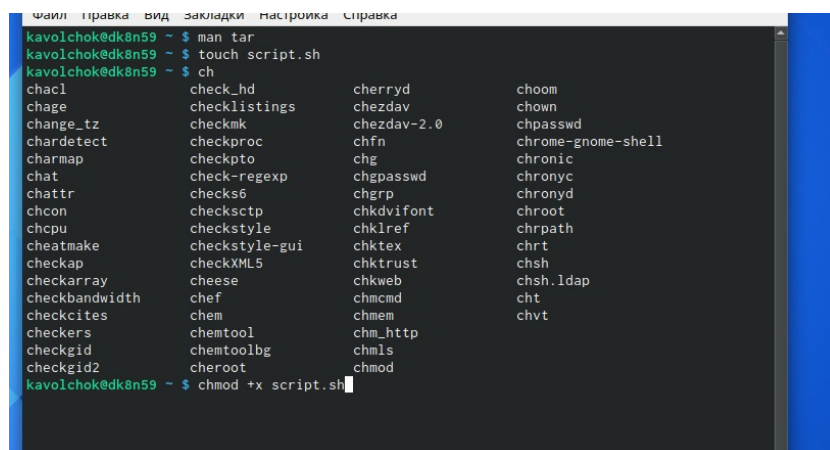 Файл Правка Вид Закладки Настройка Справка
kavolchok@dk8n59 ~ $ man tar
kavolchok@dk8n59 ~ $ touch script.sh
kavolchok@dk8n59 ~ $ ch
chacl check_hd cherryd choom
chage checklistings chezdav chown
change_tz checkmk chezdav-2.0 chpasswd
chardetect checkproc chfn chrome-gnome-shell
charmap checkpto chg chronic
chat check-regexp chgpasswd chronyc
chattr checks6 chgrp chronyd
chcon checksctp chkdvifont chroot
chcpu checkstyle chklref chrpath
cheatmake checkstyle-gui chktex chrt
checkap checkXML5 chktrust chsh
checkarray cheese chkweb chsh.ldap
checkbandwidth chef chmcmd cht
checkcites chem chmem chvt
checkers chemtool chm_http
checkgid chemtoolbg chmls
checkgid2 cheroot chmod
kavolchok@dk8n59 ~ $ chmod +x script.sh